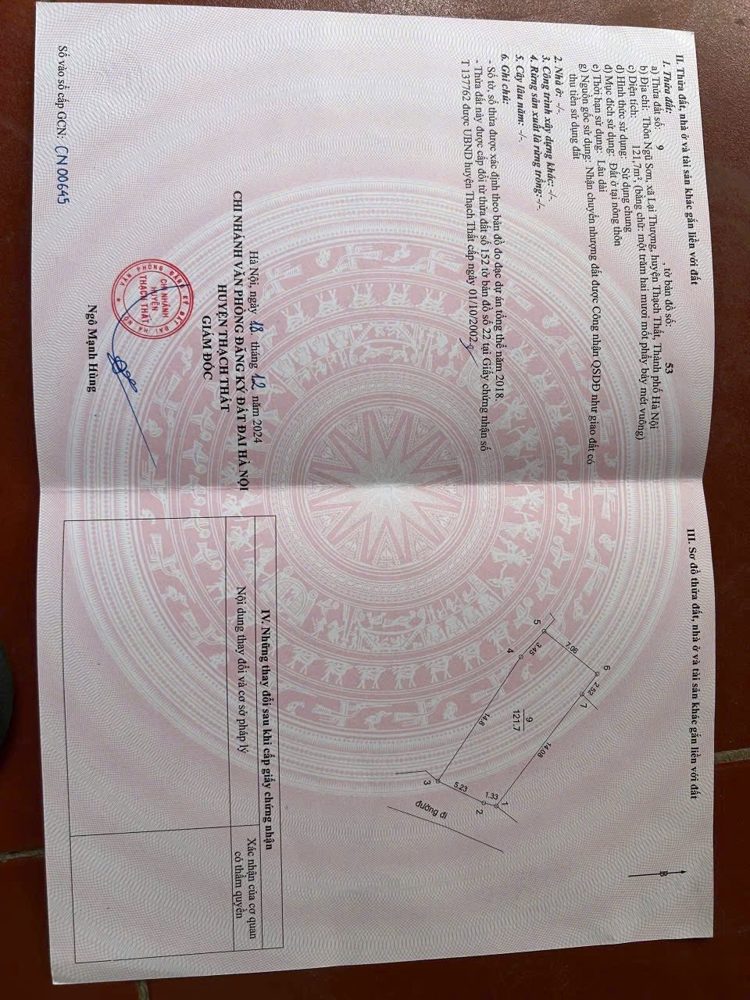 II. Thửa đất, nhà ở và tài sản khác gắn liền với đất
1. Thửa đất:
a) Thửa đất số: 9 , tờ bản đồ số: 53
b) Địa chỉ: Thôn Ngũ Sơn, xã Lại Thượng, huyện Thạch Thất, Thành phố Hà Nội
c) Diện tích: 121.7m², (bằng chữ: một trăm hai mươi mốt phẩy bảy mét vuông)
d) Hình thức sử dụng: Sử dụng chung
đ) Mục đích sử dụng: Đất ở tại nông thôn
e) Thời hạn sử dụng: Lâu dài
g) Nguồn gốc sử dụng: Nhận chuyển nhượng đất được Công nhận QSDĐ như giao đất có
thu tiền sử dụng đất
2. Nhà ở: -/-.
3. Công trình xây dựng khác: -/-.
4. Rừng sản xuất là rừng trồng: -/-.
5. Cây lâu năm: -/-.
6. Ghi chú:
- Số tờ, số thửa được xác định theo bản đồ đo đạc dự án tổng thể năm 2018.
- Thửa đất này được cấp đổi từ thửa đất số 152 tờ bản đồ số 22 tại Giấy chứng nhận số
T 137762 được UBND huyện Thạch Thất cấp ngày 01/10/2002
Hà Nội, ngày 18 tháng 12 năm 2024
CHI NHÁNH VĂN PHÒNG ĐĂNG KÝ ĐẤT ĐAI HÀ NỘI
HUYỆN THẠCH THẤT
GIÁM ĐỐC
VĂN PHÒNG ĐĂNG KÝ ĐẤT ĐAI HÀ NỘI
CHI NHÁNH
HUYỆN
THẠCH THẤT
Ngô Mạnh Hùng
Số vào sổ cấp GCN: CN 00645
III. Sơ đồ thửa đất, nhà ở và tài sản khác gắn liền với đất
B
5
7.06
6
3.45
2.52
4
7
9
121.7
14.8
14.08
3
5.23
1.33
1
2
đường đi
IV. Những thay đổi sau khi cấp giấy chứng nhận
Nội dung thay đổi và cơ sở pháp lý
Xác nhận của cơ quan
có thẩm quyền